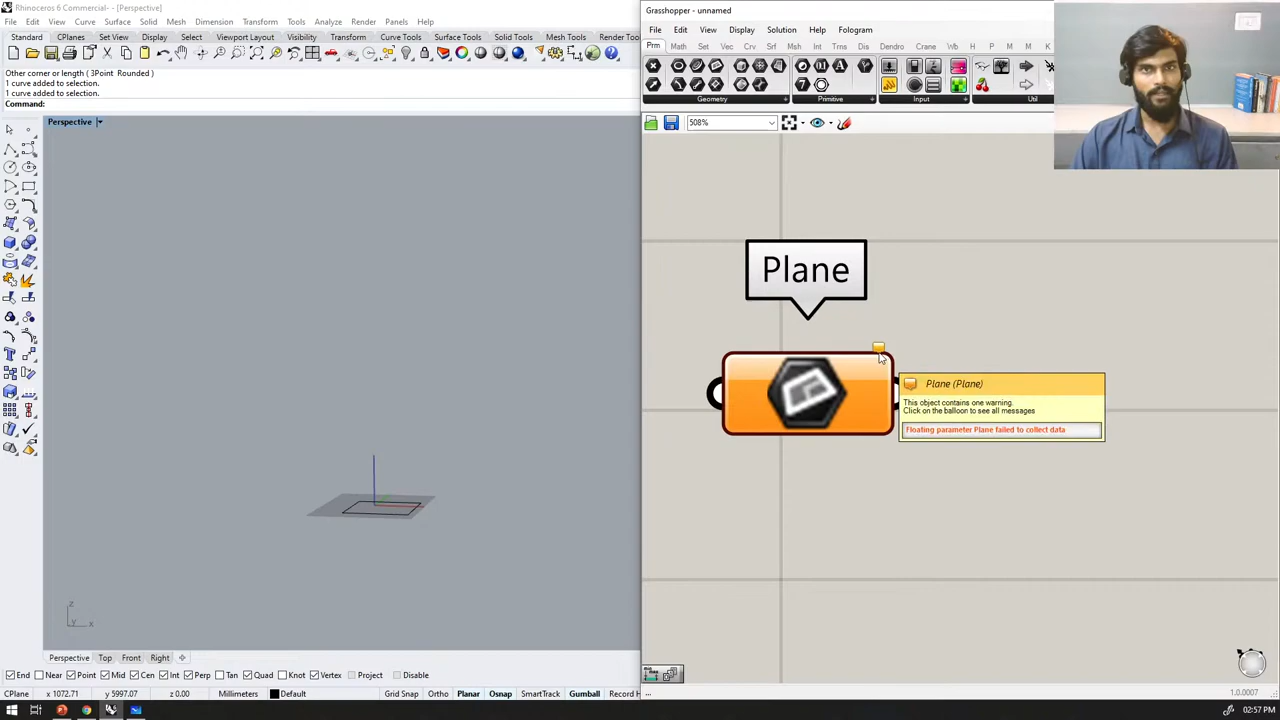 Rhinoceros 6 Commercial- - [Perspective]
File Edit View Curve Surface Solid Mesh Dimension Transform Tools Analyze Render Panels Help
Standard CPlanes Set View Display Select Viewport Layout Visibility Transform Curve Tools Surface Tools Solid Tools Mesh Tools Render Tools
Other coror or length ( 3Point Rounded )
1 curve added to selection.
1 curve added to selection.
Command:
Perspective
z
y x
Perspective Top Front Right
End Near Point Mid Cen Int Perp Tan Quad Knot Vertex Project Disable
CPlane x 1072.71 y 5997.07 z 0.00 Millimeters Default Grid Snap Ortho Planar Osnap SmartTrack Gumball Record H
Grasshopper - unnamed
File Edit View Display Solution Help Fologram
Prm Math Set Vec Crv Srf Msh Int Trns Dis Dendro Crane Wb H P M M K
Geometry Primitive Input Util
508%
Plane
Plane (Plane)
This object contains one warning.
Click on the balloon to see all messages
Floating parameter Plane failed to collect data
...
1.0.0007
02:57 PM